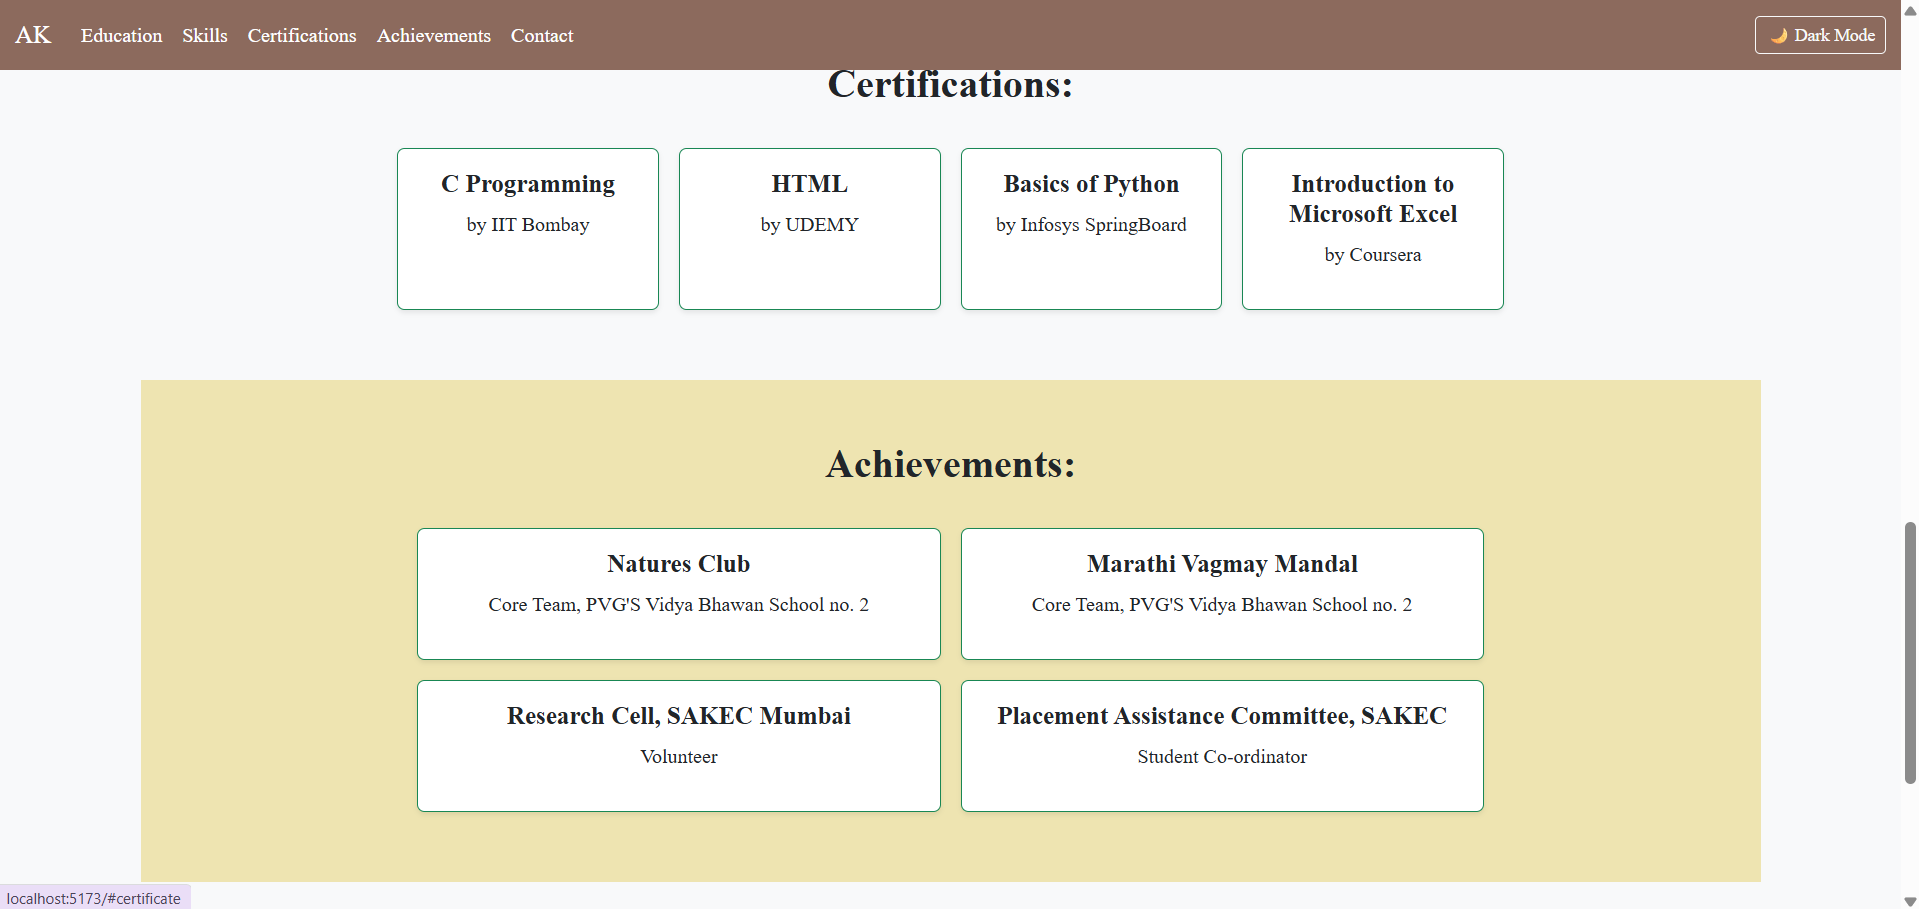 AK Education Skills Certifications Achievements Contact 🌙 Dark Mode
Certifications:
C Programming
by IIT Bombay
HTML
by UDEMY
Basics of Python
by Infosys SpringBoard
Introduction to
Microsoft Excel
by Coursera
Achievements:
Natures Club
Core Team, PVG'S Vidya Bhawan School no. 2
Marathi Vagmay Mandal
Core Team, PVG'S Vidya Bhawan School no. 2
Research Cell, SAKEC Mumbai
Volunteer
Placement Assistance Committee, SAKEC
Student Co-ordinator
localhost:5173/#certificate